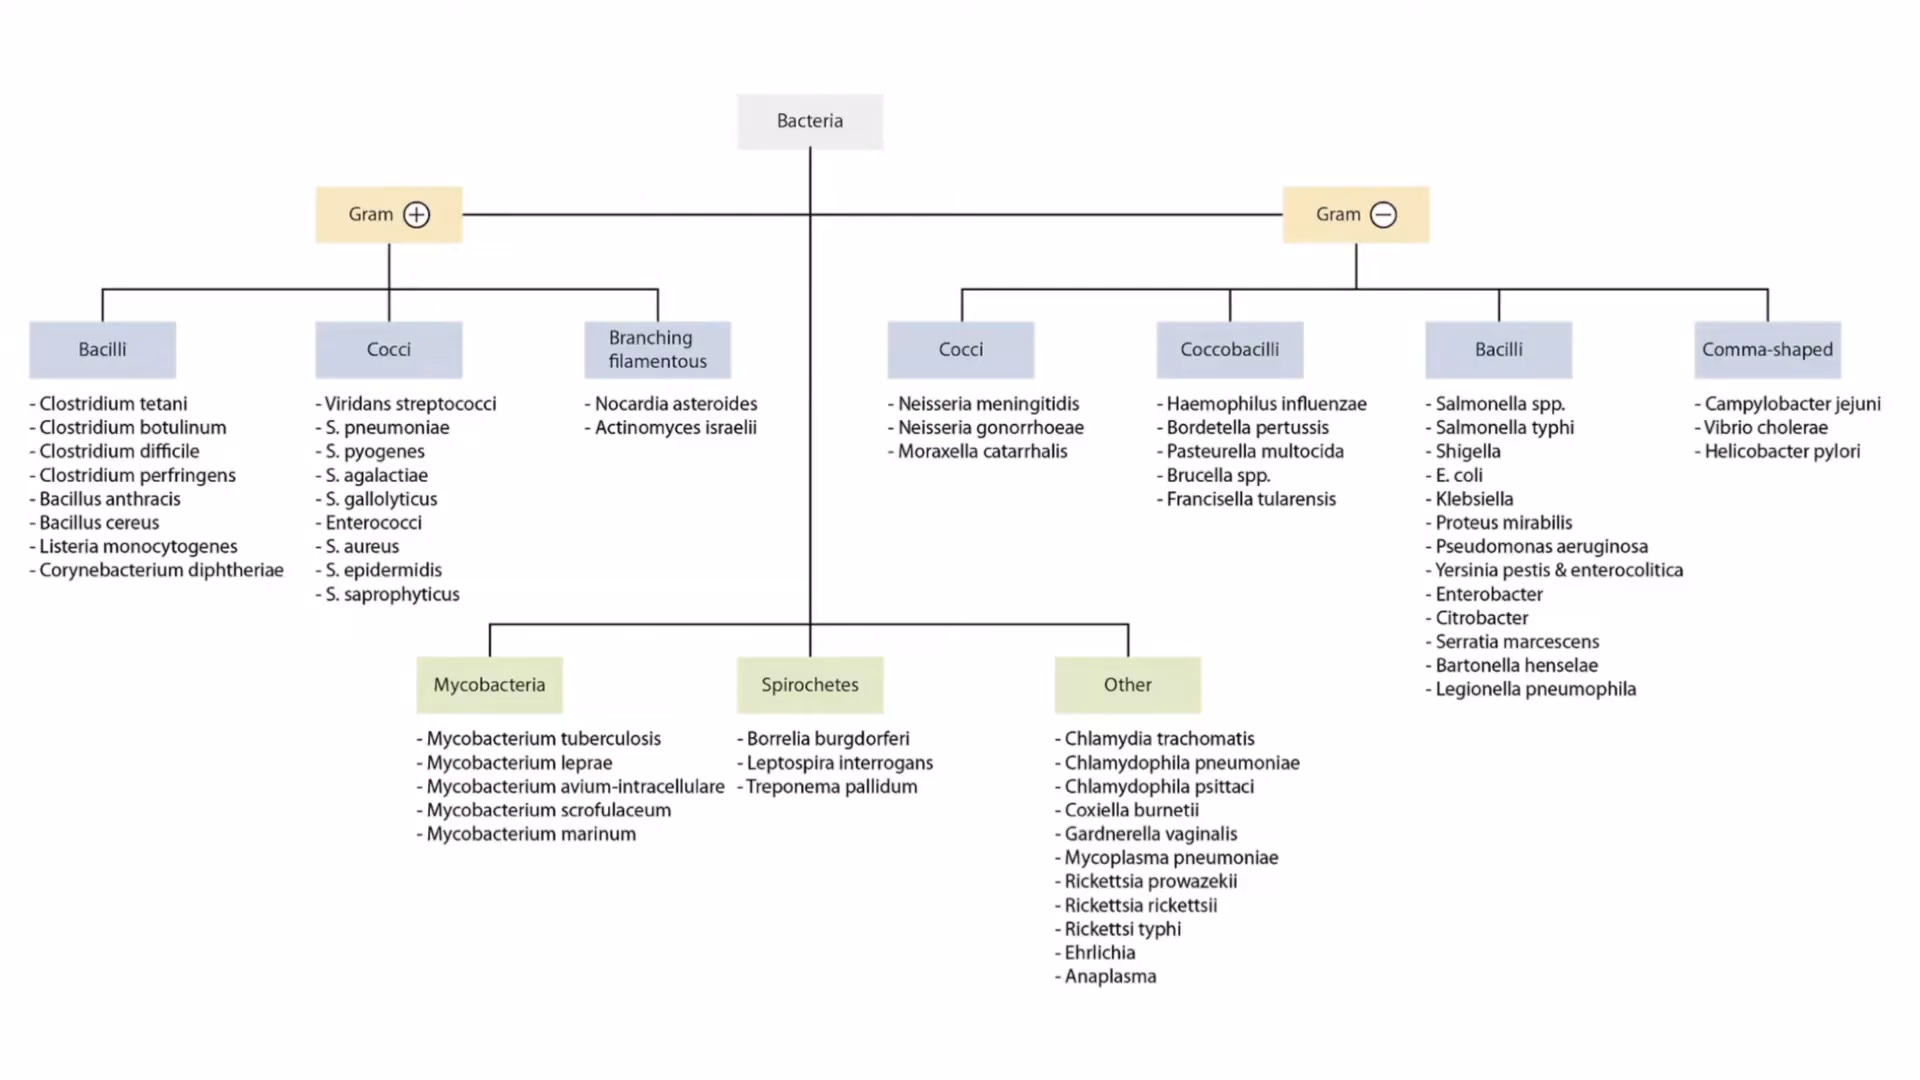 Bacteria
Gram +
Gram −
Bacilli
- Clostridium tetani
- Clostridium botulinum
- Clostridium difficile
- Clostridium perfringens
- Bacillus anthracis
- Bacillus cereus
- Listeria monocytogenes
- Corynebacterium diphtheriae
Cocci
- Viridans streptococci
- S. pneumoniae
- S. pyogenes
- S. agalactiae
- S. gallolyticus
- Enterococci
- S. aureus
- S. epidermidis
- S. saprophyticus
Branching
filamentous
- Nocardia asteroides
- Actinomyces israelii
Cocci
- Neisseria meningitidis
- Neisseria gonorrhoeae
- Moraxella catarrhalis
Coccobacilli
- Haemophilus influenzae
- Bordetella pertussis
- Pasteurella multocida
- Brucella spp.
- Francisella tularensis
Bacilli
- Salmonella spp.
- Salmonella typhi
- Shigella
- E. coli
- Klebsiella
- Proteus mirabilis
- Pseudomonas aeruginosa
- Yersinia pestis & enterocolitica
- Enterobacter
- Citrobacter
- Serratia marcescens
- Bartonella henselae
- Legionella pneumophila
Comma-shaped
- Campylobacter jejuni
- Vibrio cholerae
- Helicobacter pylori
Mycobacteria
- Mycobacterium tuberculosis
- Mycobacterium leprae
- Mycobacterium avium-intracellulare
- Mycobacterium scrofulaceum
- Mycobacterium marinum
Spirochetes
- Borrelia burgdorferi
- Leptospira interrogans
- Treponema pallidum
Other
- Chlamydia trachomatis
- Chlamydophila pneumoniae
- Chlamydophila psittaci
- Coxiella burnetii
- Gardnerella vaginalis
- Mycoplasma pneumoniae
- Rickettsia prowazekii
- Rickettsia rickettsii
- Rickettsi typhi
- Ehrlichia
- Anaplasma